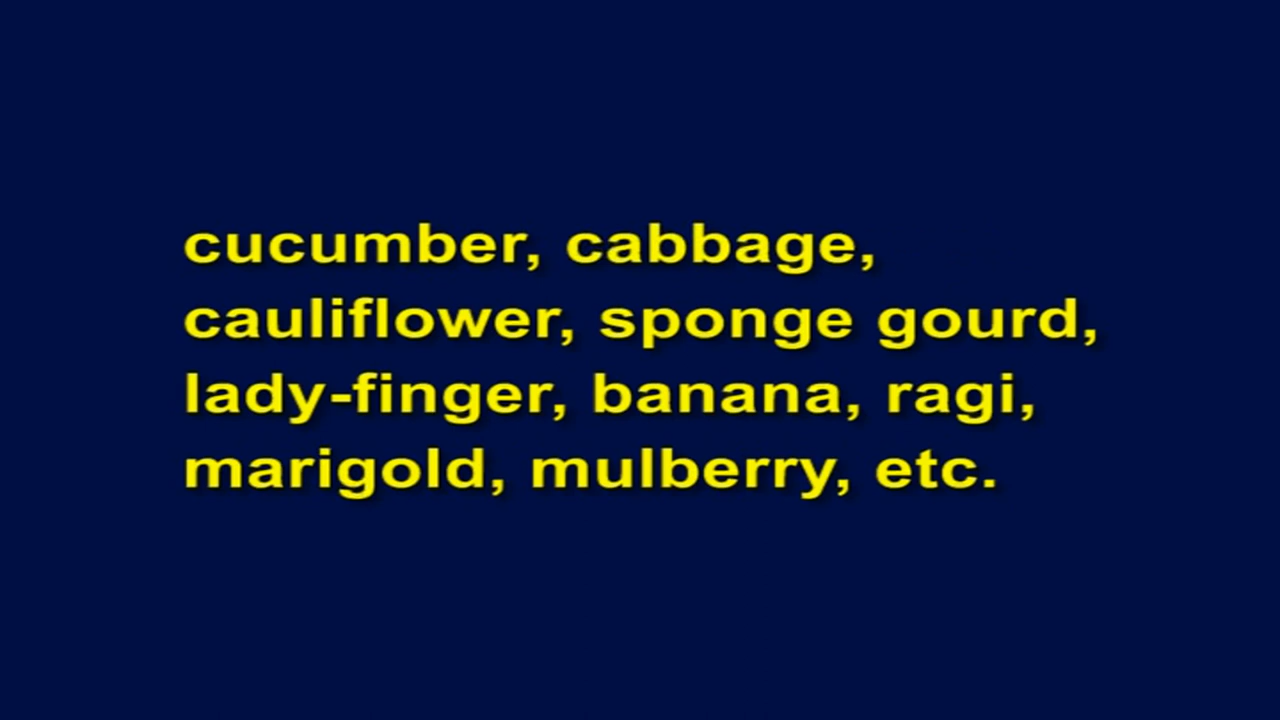 cucumber, cabbage,
cauliflower, sponge gourd,
lady-finger, banana, ragi,
marigold, mulberry, etc.